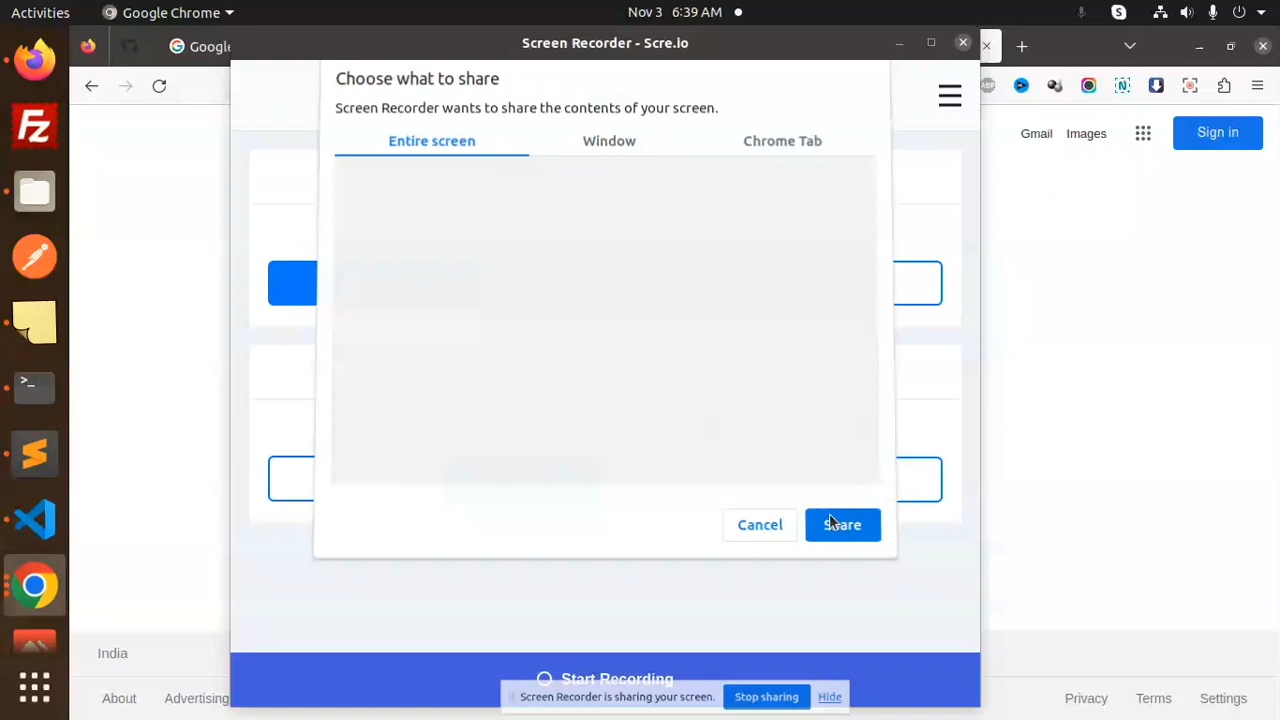 Activities
Google Chrome
Nov 3 6:39 AM
Google
Screen Recorder - Scre.io
Choose what to share
Screen Recorder wants to share the contents of your screen.
Entire screen
Window
Chrome Tab
Gmail
Images
Sign in
Cancel
Share
Start Recording
Screen Recorder is sharing your screen.
Stop sharing
Hide
India
About
Advertising
Privacy
Terms
Settings